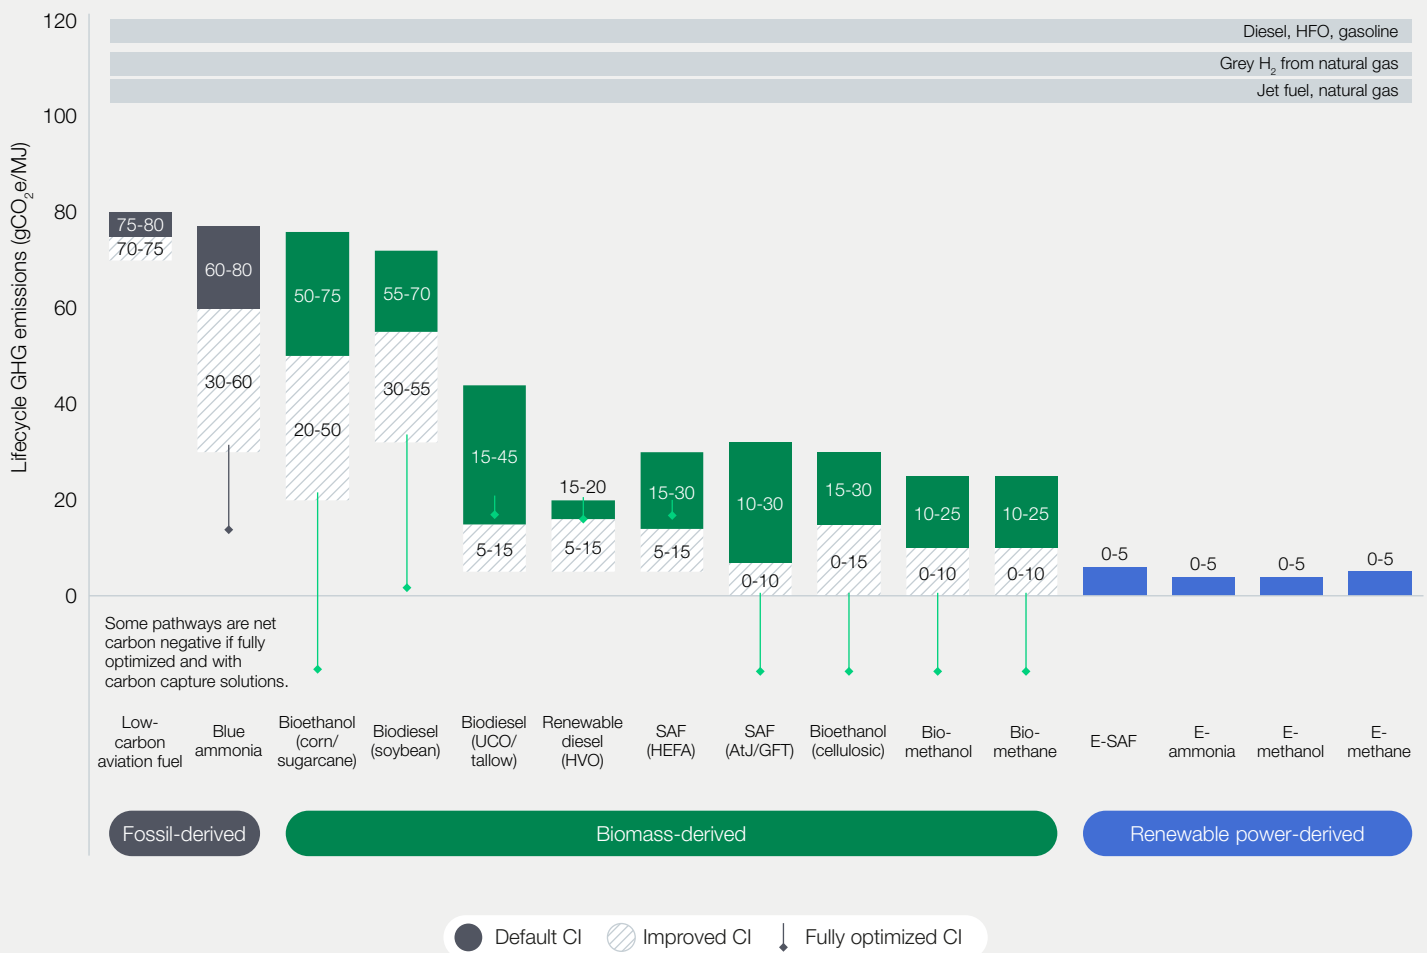 120
100
80
60
40
20
0
Lifecycle GHG emissions (gCO₂e/MJ)
Diesel, HFO, gasoline
Grey H₂ from natural gas
Jet fuel, natural gas
75-80
70-75
60-80
30-60
50-75
20-50
55-70
30-55
15-45
5-15
15-20
5-15
15-30
5-15
10-30
0-10
15-30
0-15
10-25
0-10
10-25
0-10
0-5
0-5
0-5
0-5
Some pathways are net
carbon negative if fully
optimized and with
carbon capture solutions.
Low-
carbon
aviation fuel
Blue
ammonia
Bioethanol
(corn/
sugarcane)
Biodiesel
(soybean)
Biodiesel
(UCO/
tallow)
Renewable
diesel
(HVO)
SAF
(HEFA)
SAF
(AtJ/GFT)
Bioethanol
(cellulosic)
Bio-
methanol
Bio-
methane
E-SAF
E-
ammonia
E-
methanol
E-
methane
Fossil-derived
Biomass-derived
Renewable power-derived
Default CI
Improved CI
Fully optimized CI